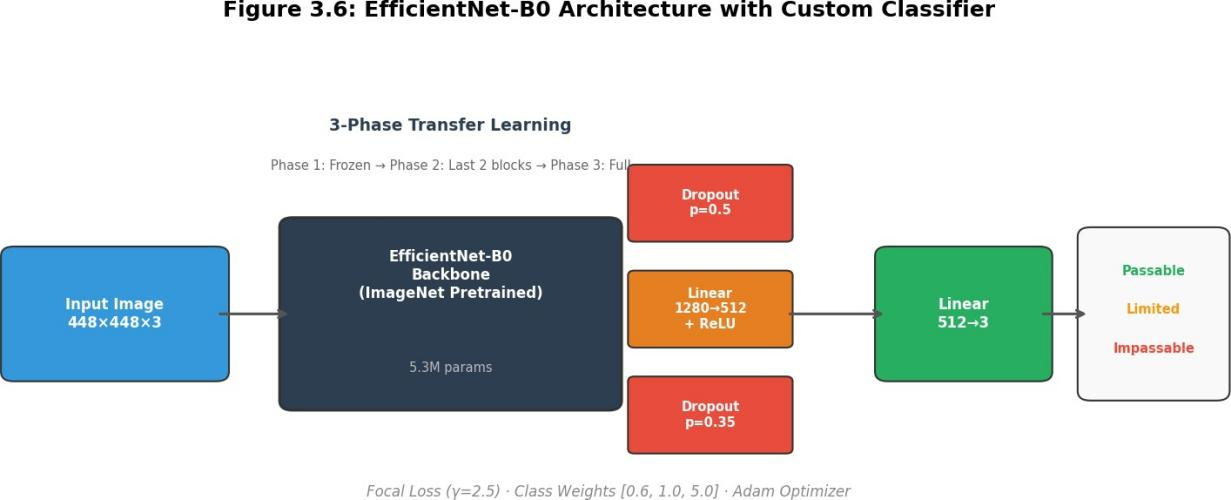 Figure 3.6: EfficientNet-B0 Architecture with Custom Classifier
3-Phase Transfer Learning
Phase 1: Frozen → Phase 2: Last 2 blocks → Phase 3: Full
Input Image
448×448×3
EfficientNet-B0
Backbone
(ImageNet Pretrained)
5.3M params
Dropout
p=0.5
Linear
1280→512
+ ReLU
Dropout
p=0.35
Linear
512→3
Passable
Limited
Impassable
Focal Loss (γ=2.5) · Class Weights [0.6, 1.0, 5.0] · Adam Optimizer